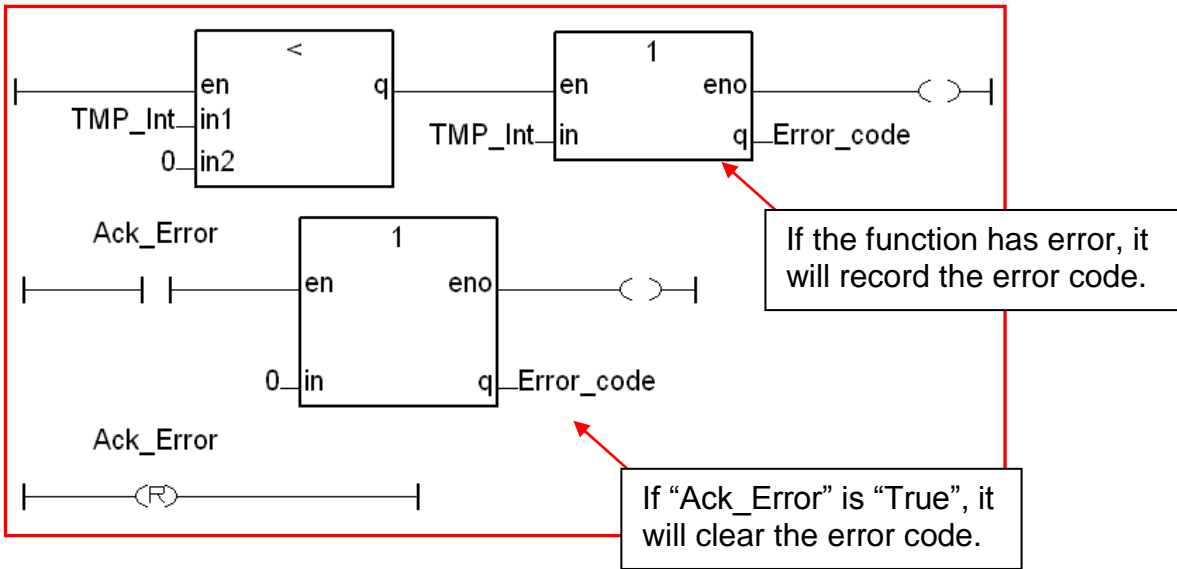 <
1
en
q
en
eno
TMP_Int
in1
TMP_Int
in
q
Error_code
0
in2
If the function has error, it
will record the error code.
Ack_Error
1
en
eno
0
in
q
Error_code
Ack_Error
R
If “Ack_Error” is “True”, it
will clear the error code.